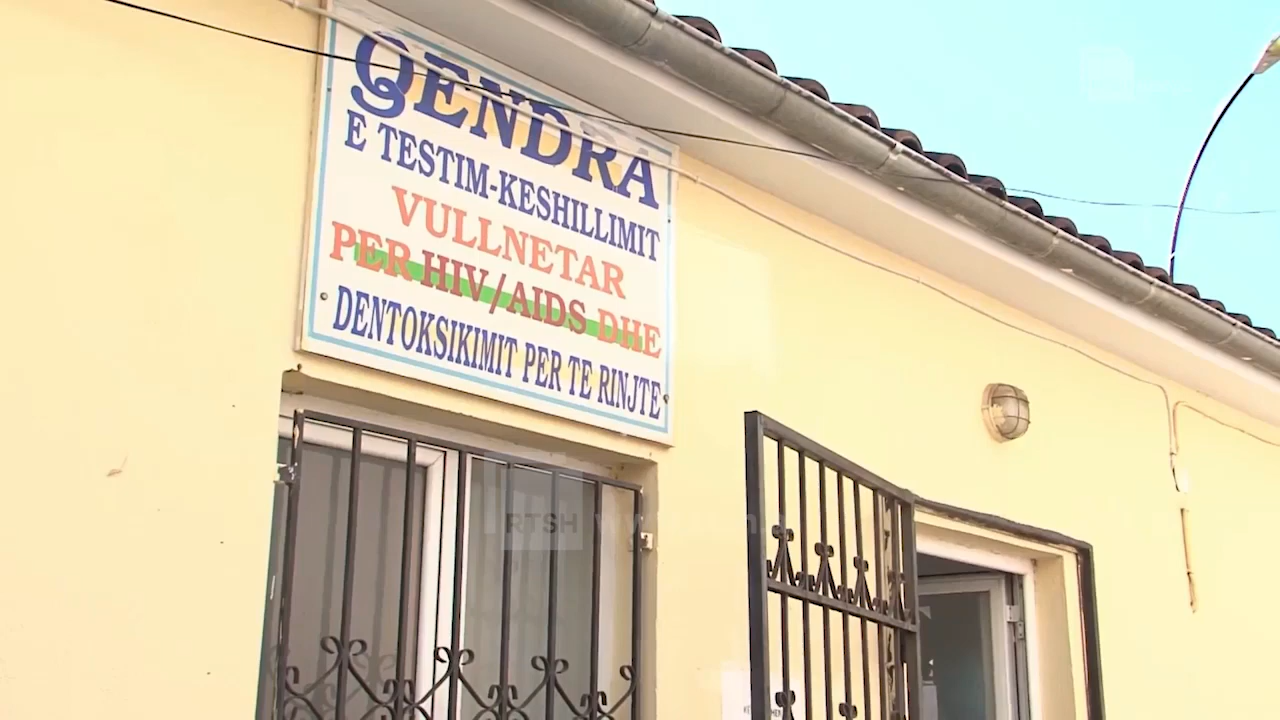 QENDRA
E TESTIM-KESHILLIMIT
VULLNETAR
PER HIV/AIDS DHE
DENTOKSIKIMIT PER TE RINJTE
RTSH